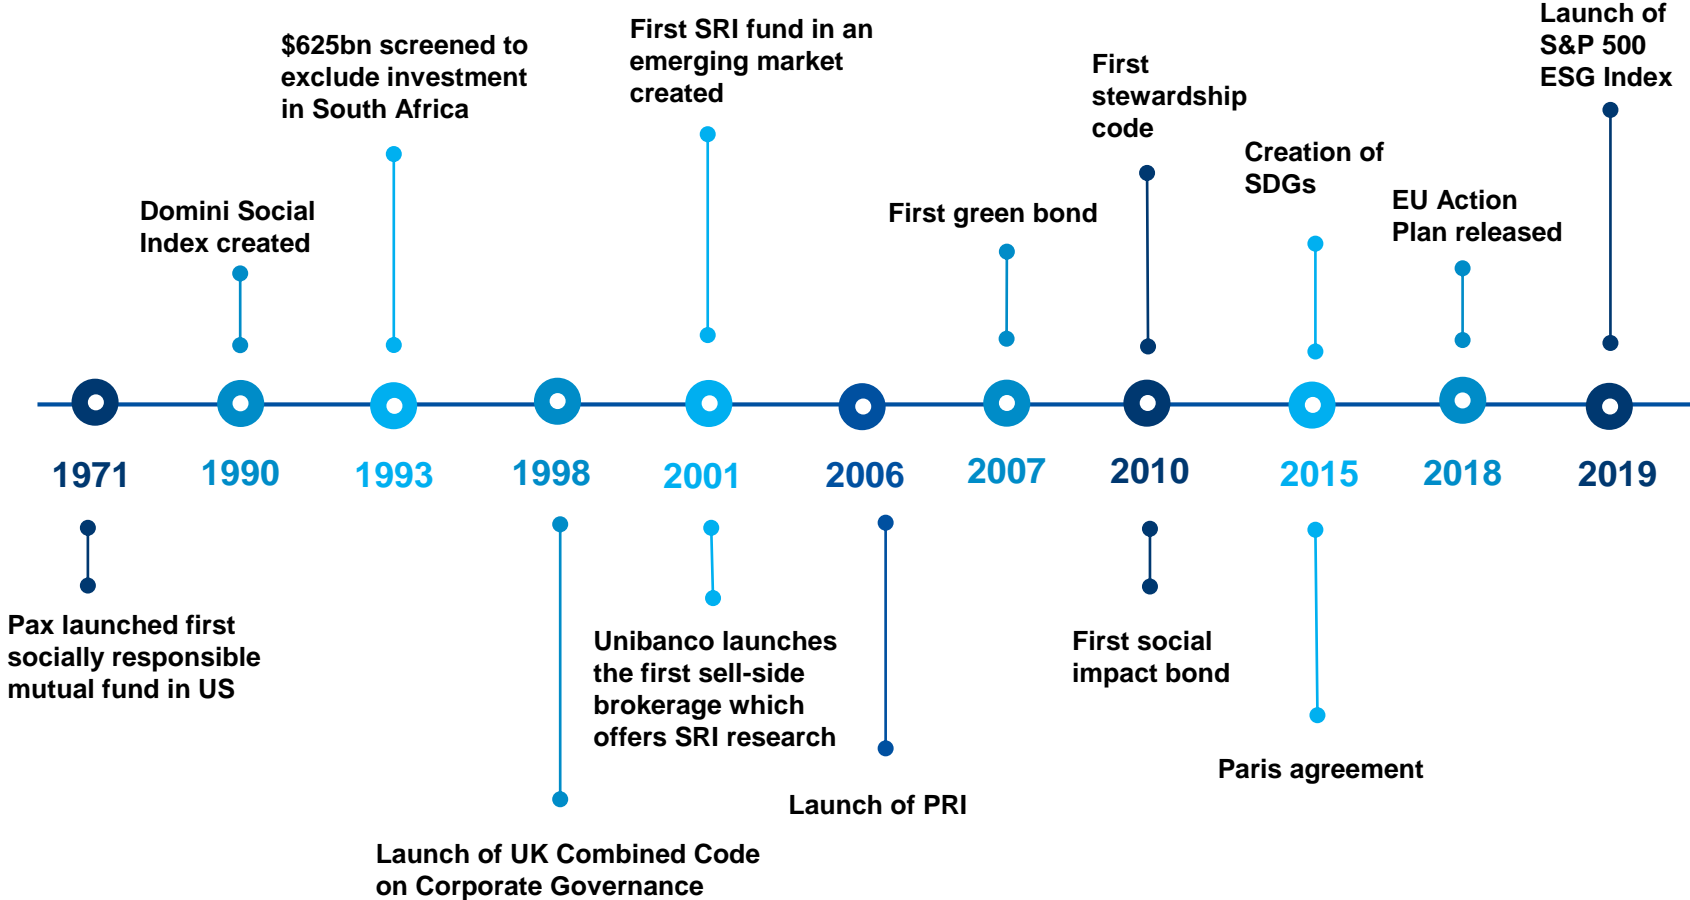 Launch of
S&P 500
ESG Index
First SRI fund in an
emerging market
created
$625bn screened to
exclude investment
in South Africa
First
stewardship
code
Creation of
SDGs
EU Action
Plan released
Domini Social
Index created
First green bond
1971
1990
1993
1998
2001
2006
2007
2010
2015
2018
2019
Pax launched first
socially responsible
mutual fund in US
Unibanco launches
the first sell-side
brokerage which
offers SRI research
First social
impact bond
Paris agreement
Launch of PRI
Launch of UK Combined Code
on Corporate Governance